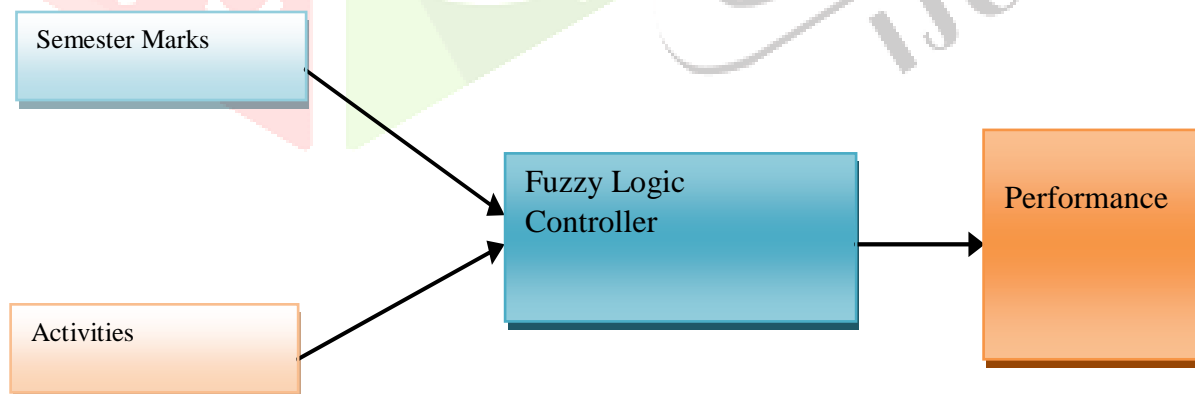 Semester Marks
Fuzzy Logic
Controller
Performance
Activities